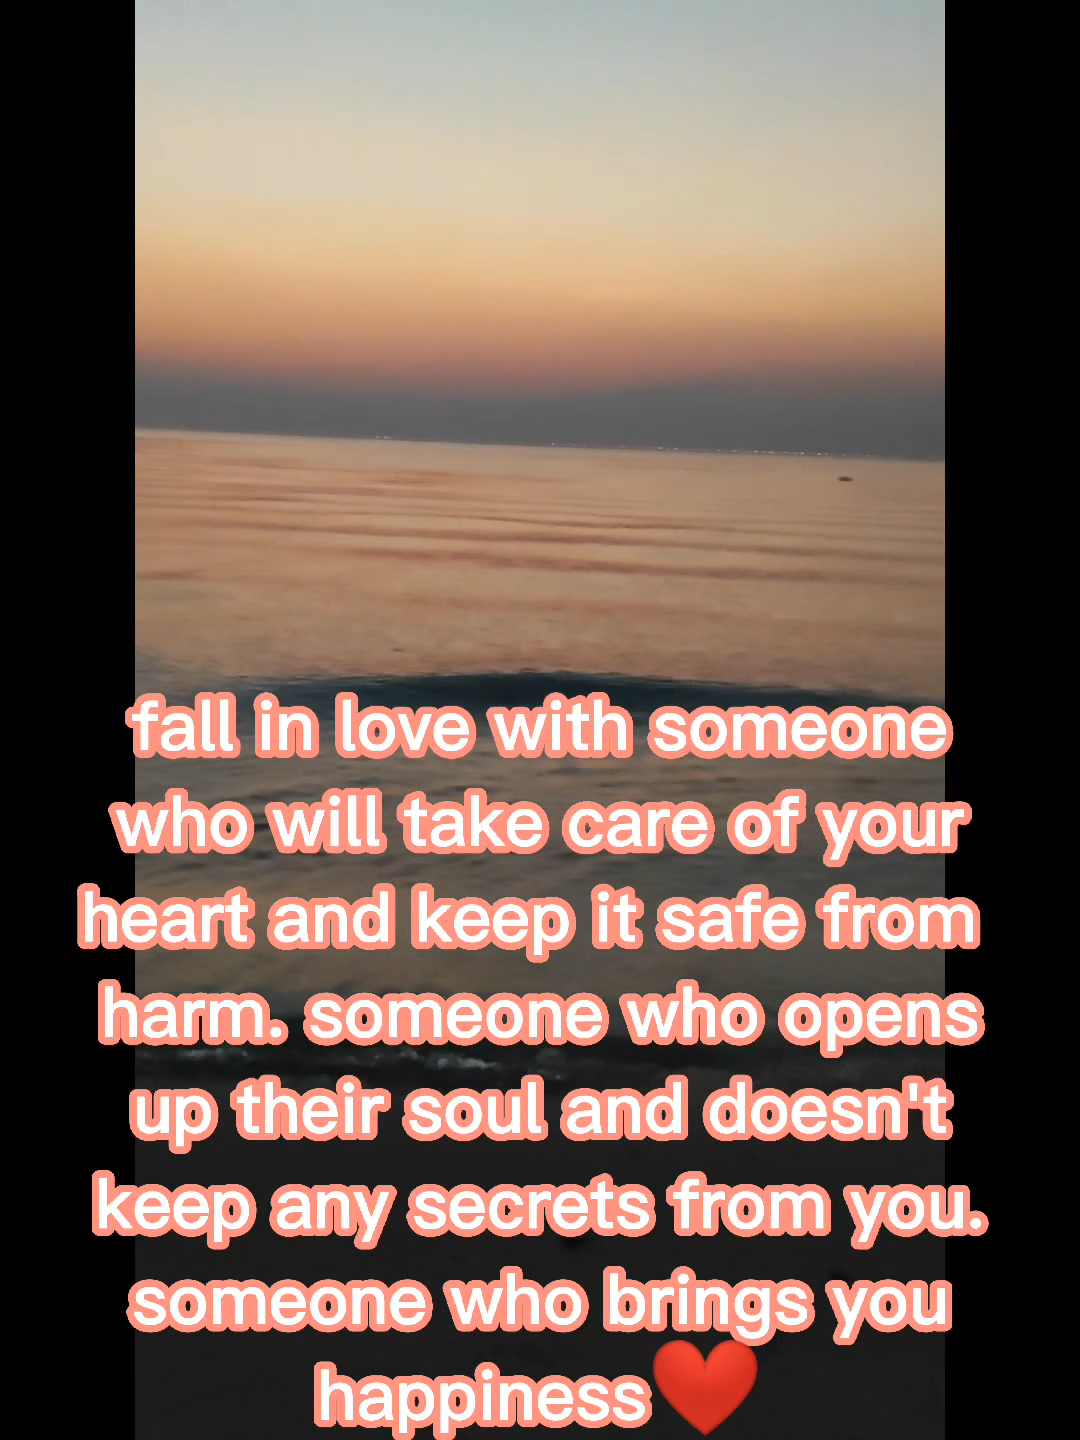 fall in love with someone
who will take care of your
heart and keep it safe from
harm. someone who opens
up their soul and doesn't
keep any secrets from you.
someone who brings you
happiness❤️